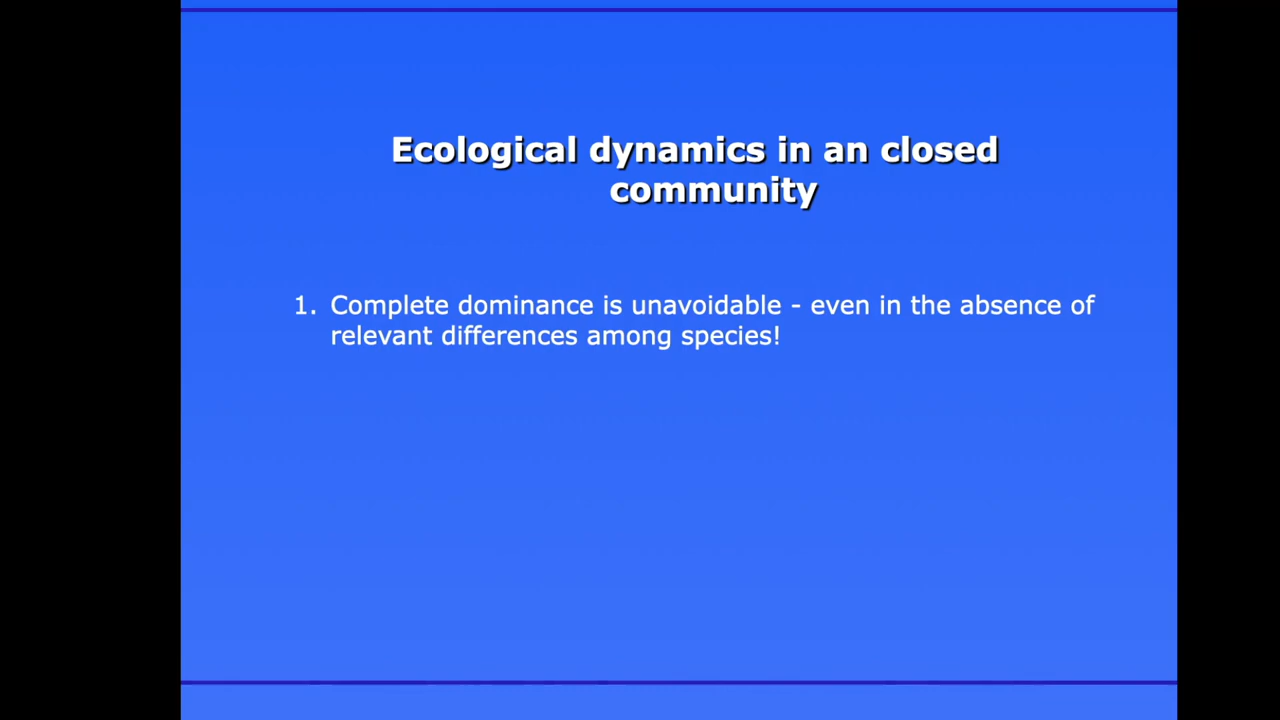 Ecological dynamics in an closed
community
1. Complete dominance is unavoidable - even in the absence of
relevant differences among species!